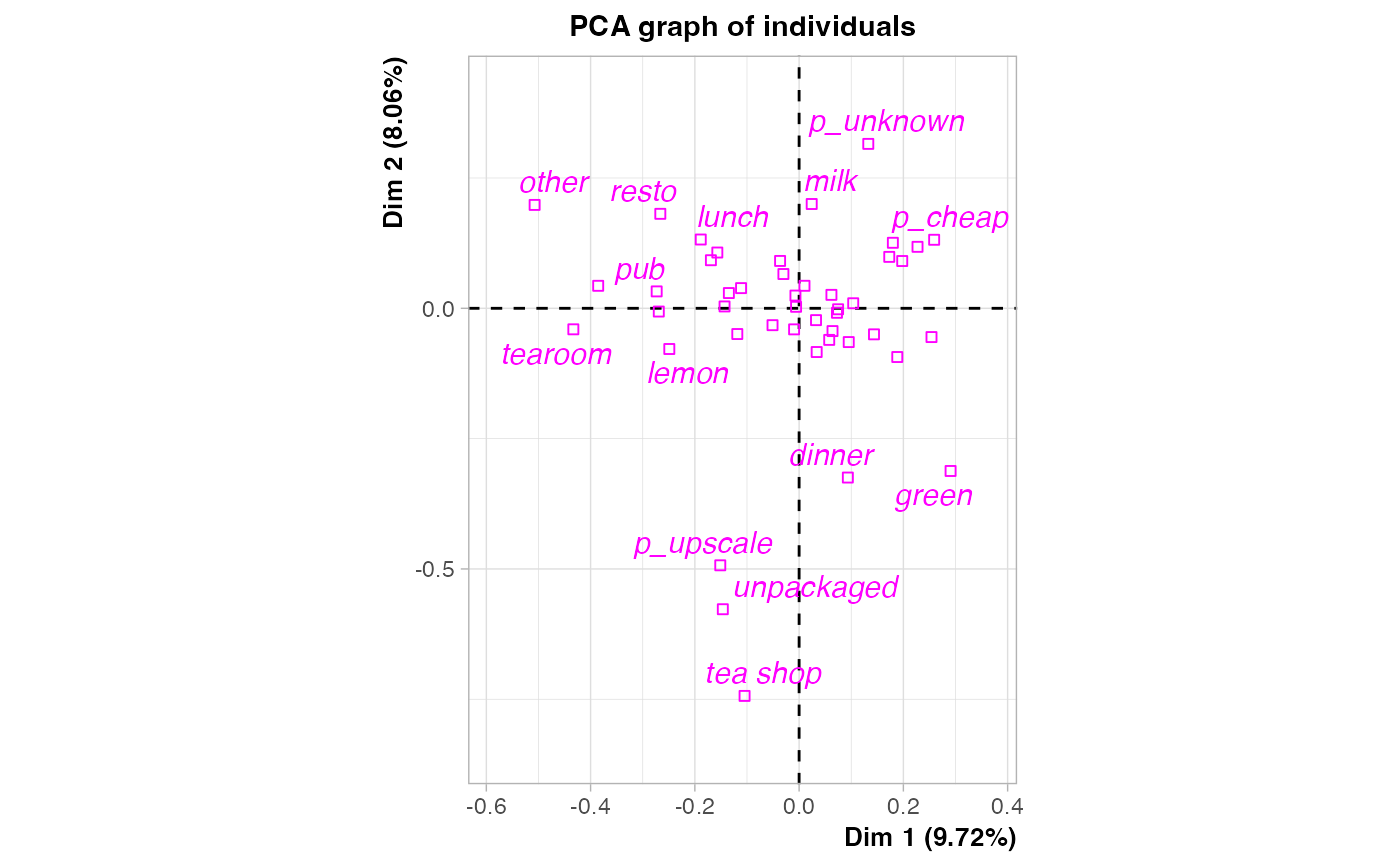 PCA graph of individuals
Dim 2 (8.06%)
p_unknown
other
resto
milk
lunch
p_cheap
pub
0.0
tearoom
lemon
dinner
green
p_upscale
-0.5
unpackaged
tea shop
-0.6
-0.4
-0.2
0.0
0.2
0.4
Dim 1 (9.72%)